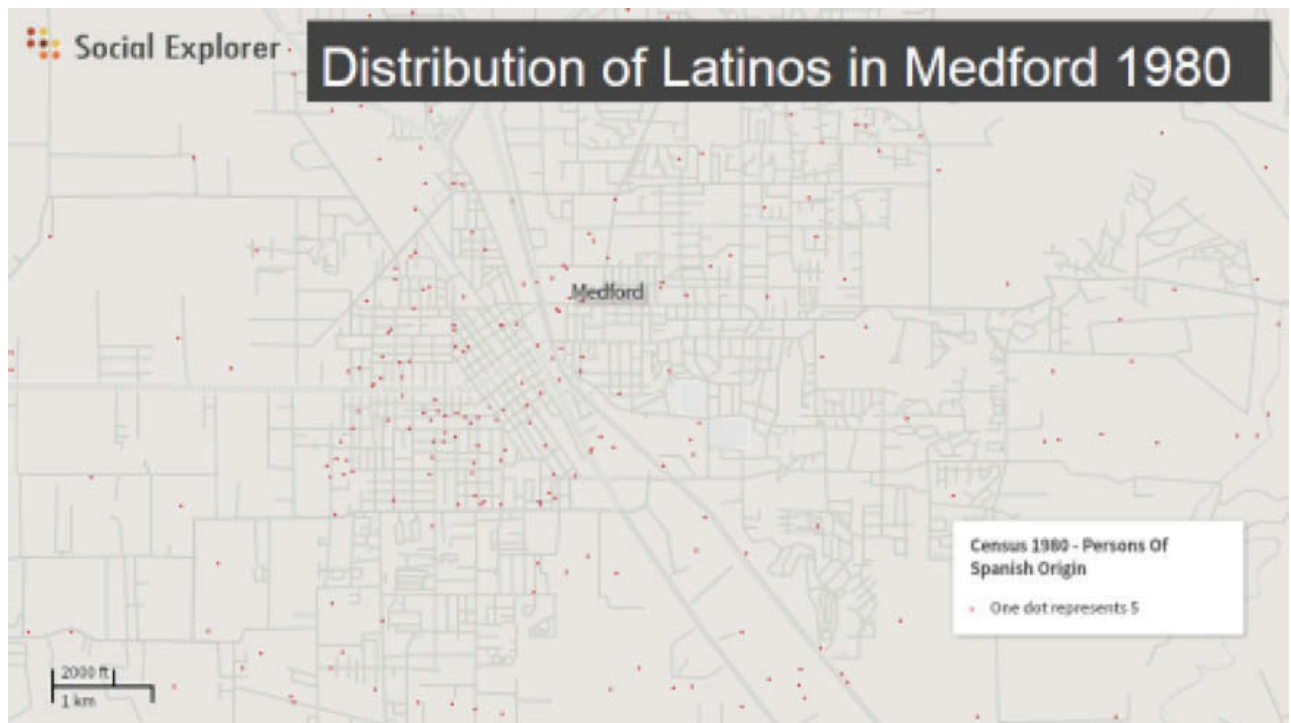 Social Explorer
Distribution of Latinos in Medford 1980
Medford
Census 1980 - Persons Of
Spanish Origin
One dot represents 5
2000 ft
1 km